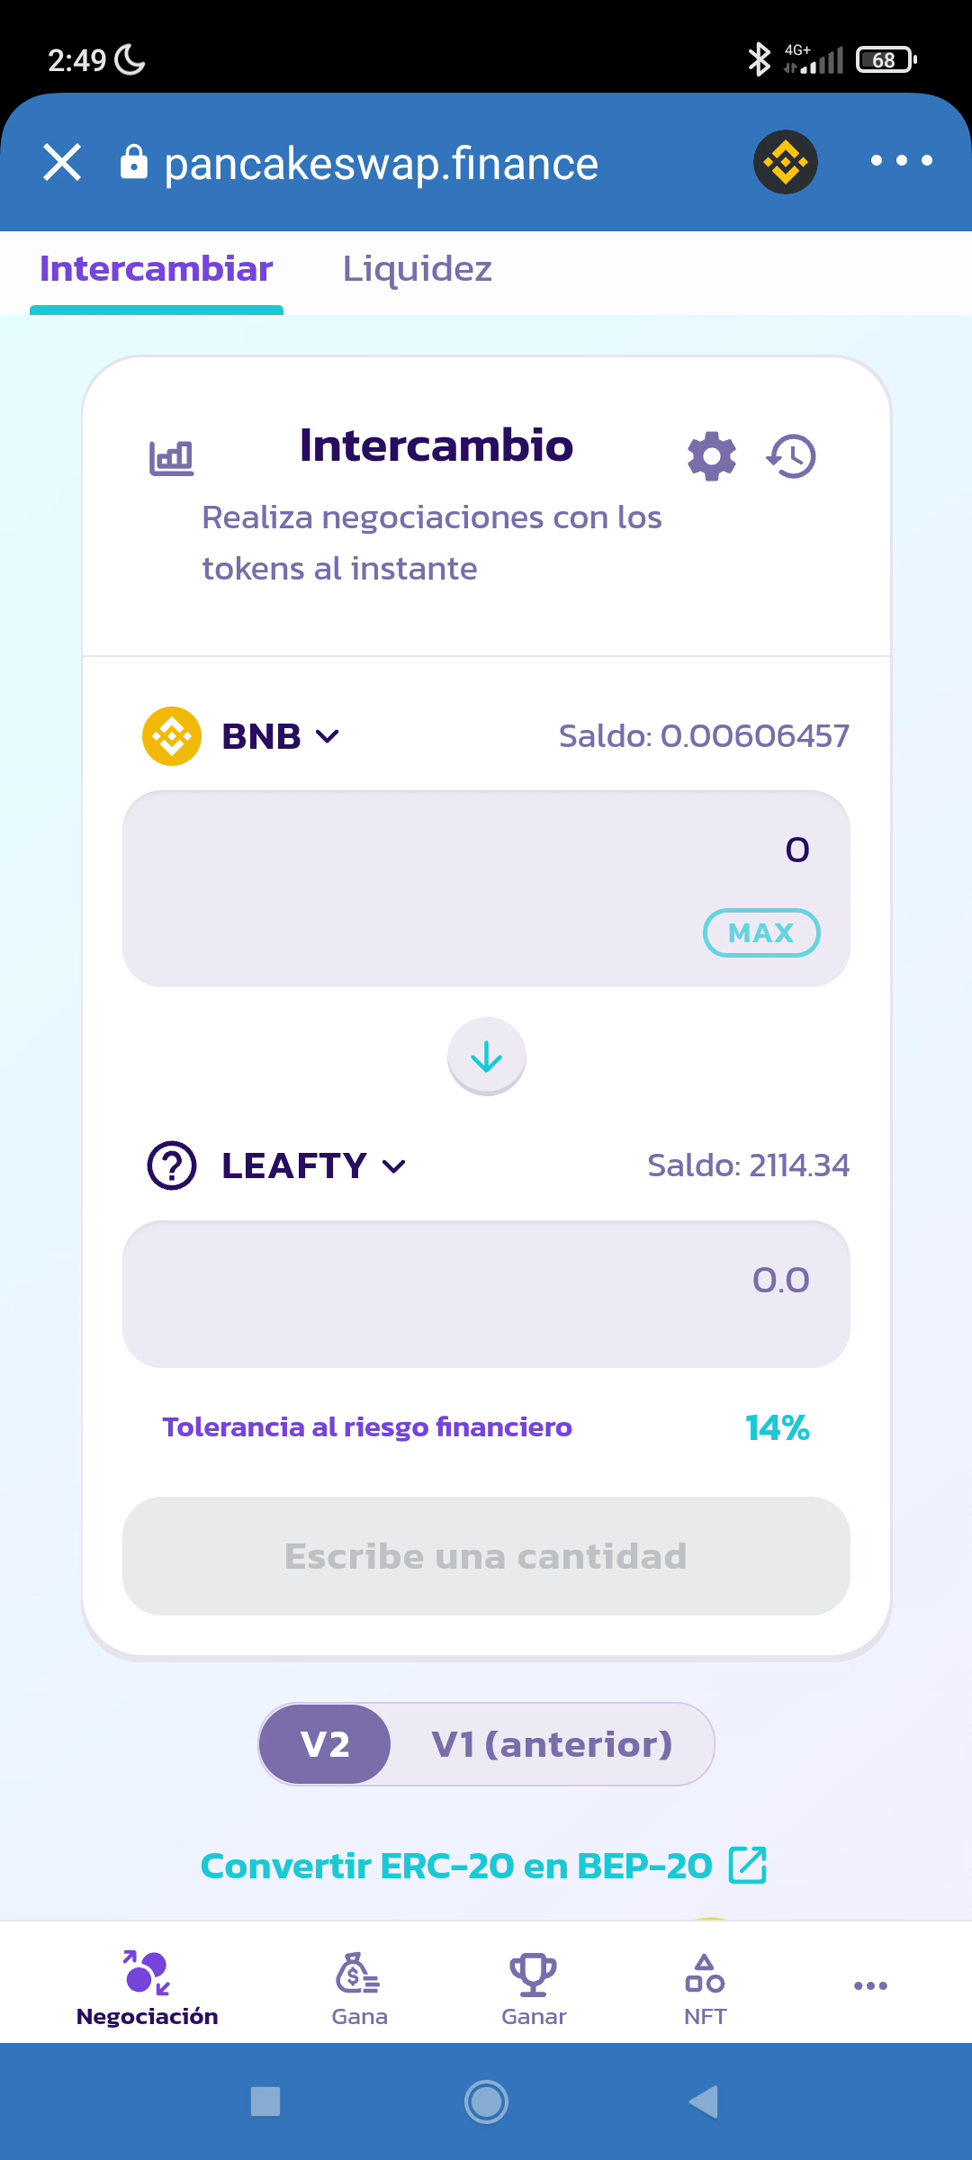 2:49
4G+
68
pancakeswap.finance
Intercambiar
Liquidez
Intercambio
Realiza negociaciones con los
tokens al instante
BNB
Saldo: 0.00606457
0
MAX
LEAFTY
Saldo: 2114.34
0.0
Tolerancia al riesgo financiero
14%
Escribe una cantidad
V2
V1 (anterior)
Convertir ERC-20 en BEP-20
Negociación
Gana
Ganar
NFT